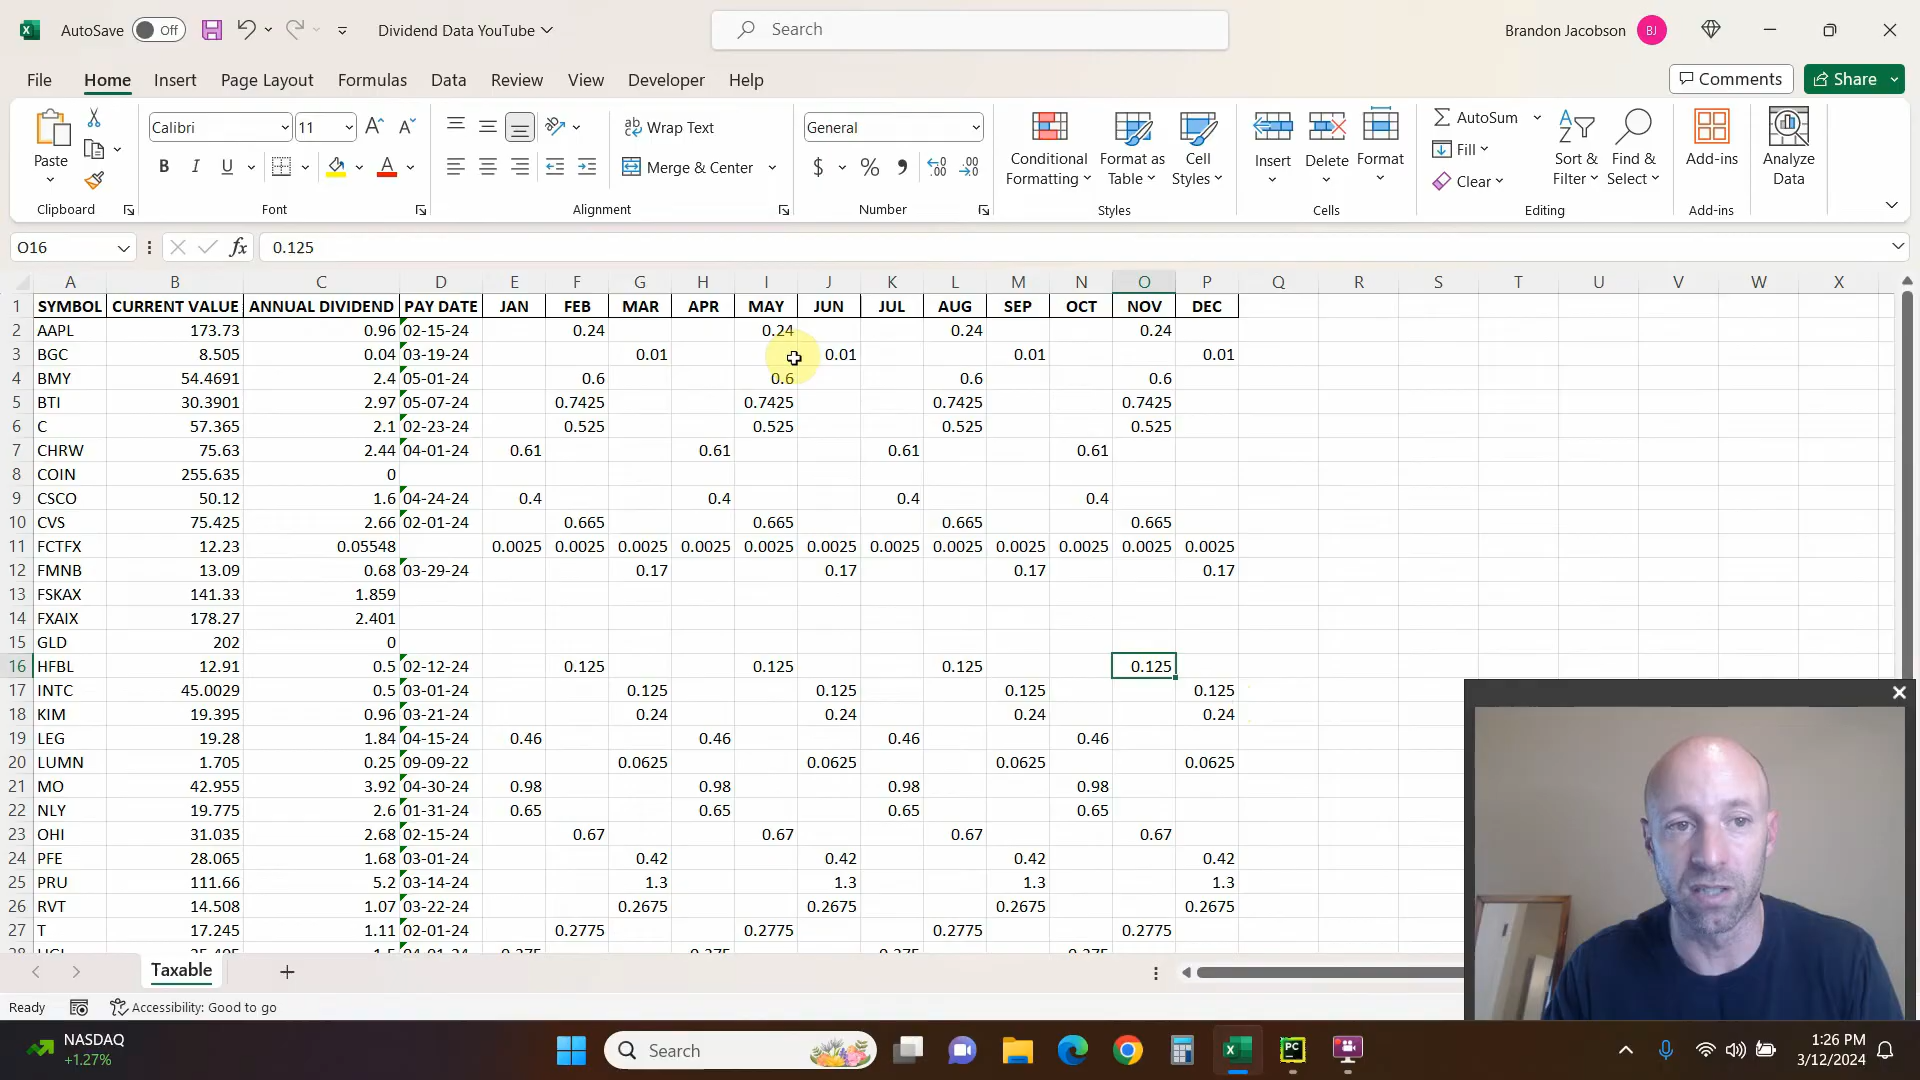 AutoSave Off Dividend Data YouTube Search Brandon Jacobson BJ
File Home Insert Page Layout Formulas Data Review View Developer Help Comments Share
Paste Calibri 11 Wrap Text General Conditional Formatting Format as Table Cell Styles Insert Delete Format AutoSum Fill Clear Sort & Filter Find & Select Add-ins Analyze Data
B I U Merge & Center $ % ,
Clipboard Font Alignment Number Styles Cells Editing Add-ins
O16 fx 0.125
A B C D E F G H I J K L M N O P Q R S T U V W X
1 SYMBOL CURRENT VALUE ANNUAL DIVIDEND PAY DATE JAN FEB MAR APR MAY JUN JUL AUG SEP OCT NOV DEC
2 AAPL 173.73 0.96 02-15-24 0.24 0.24 0.24 0.24
3 BGC 8.505 0.04 03-19-24 0.01 0.01 0.01 0.01
4 BMY 54.4691 2.4 05-01-24 0.6 0.6 0.6 0.6
5 BTI 30.3901 2.97 05-07-24 0.7425 0.7425 0.7425 0.7425
6 C 57.365 2.1 02-23-24 0.525 0.525 0.525 0.525
7 CHRW 75.63 2.44 04-01-24 0.61 0.61 0.61 0.61
8 COIN 255.635 0
9 CSCO 50.12 1.6 04-24-24 0.4 0.4 0.4 0.4
10 CVS 75.425 2.66 02-01-24 0.665 0.665 0.665 0.665
11 FCTFX 12.23 0.05548 0.0025 0.0025 0.0025 0.0025 0.0025 0.0025 0.0025 0.0025 0.0025 0.0025 0.0025 0.0025
12 FMNB 13.09 0.68 03-29-24 0.17 0.17 0.17 0.17
13 FSKAX 141.33 1.859
14 FXAIX 178.27 2.401
15 GLD 202 0
16 HFBL 12.91 0.5 02-12-24 0.125 0.125 0.125 0.125
17 INTC 45.0029 0.5 03-01-24 0.125 0.125 0.125 0.125
18 KIM 19.395 0.96 03-21-24 0.24 0.24 0.24 0.24
19 LEG 19.28 1.84 04-15-24 0.46 0.46 0.46 0.46
20 LUMN 1.705 0.25 09-09-22 0.0625 0.0625 0.0625 0.0625
21 MO 42.955 3.92 04-30-24 0.98 0.98 0.98 0.98
22 NLY 19.775 2.6 01-31-24 0.65 0.65 0.65 0.65
23 OHI 31.035 2.68 02-15-24 0.67 0.67 0.67 0.67
24 PFE 28.065 1.68 03-01-24 0.42 0.42 0.42 0.42
25 PRU 111.66 5.2 03-14-24 1.3 1.3 1.3 1.3
26 RVT 14.508 1.07 03-22-24 0.2675 0.2675 0.2675 0.2675
27 T 17.245 1.11 02-01-24 0.2775 0.2775 0.2775 0.2775
Taxable
Ready Accessibility: Good to go
NASDAQ Search PC 1:26 PM
+1.27% 3/12/2024